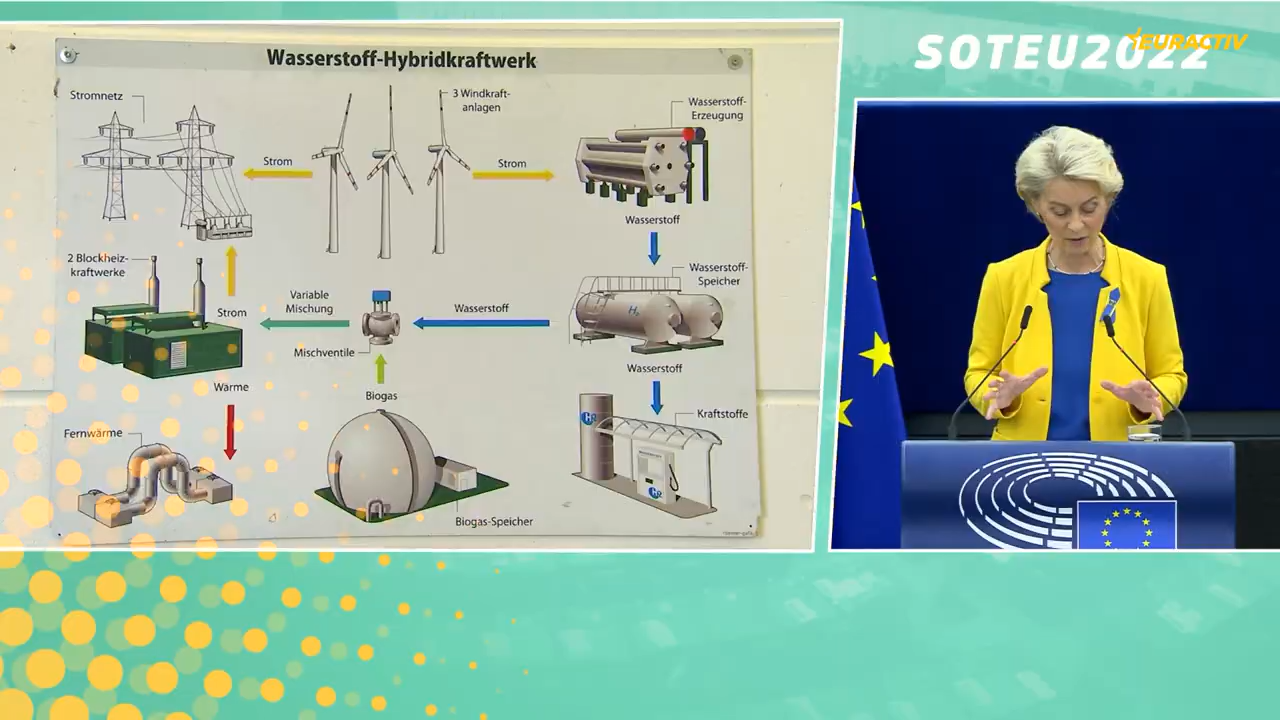 SOTEU2022
EURACTIV
Wasserstoff-Hybridkraftwerk
Stromnetz
3 Windkraft-
anlagen
Wasserstoff-
Erzeugung
Strom
Strom
Wasserstoff
2 Blockheiz-
kraftwerke
Wasserstoff-
Speicher
Strom
Variable
Mischung
Wasserstoff
H₂
Mischventile
Wasserstoff
Wärme
Biogas
Kraftstoffe
Fernwärme
Biogas-Speicher